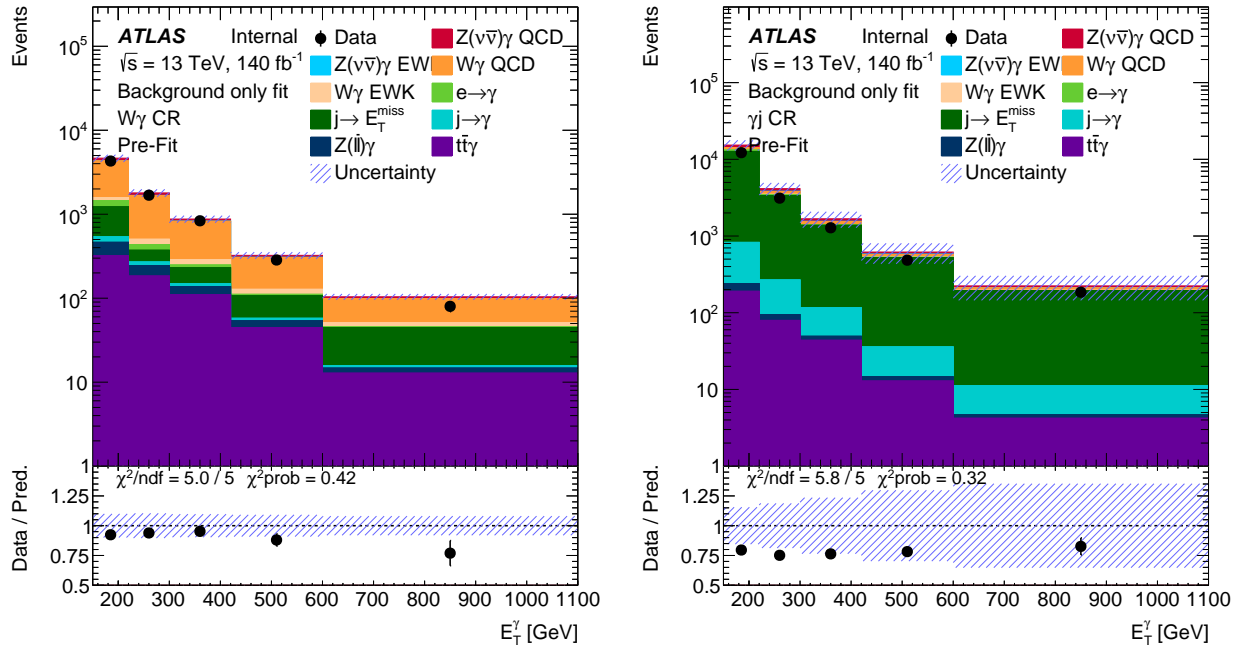 Events
ATLAS Internal
√s = 13 TeV, 140 fb⁻¹
Background only fit
Wγ CR
Pre-Fit
Data
Z(νν̄)γ QCD
Z(νν̄)γ EW
Wγ QCD
Wγ EWK
e→γ
j→ E_T^miss
j→γ
Z(ll)γ
tt̄γ
Uncertainty
10⁵
10⁴
10³
10²
10
1
Data / Pred.
χ²/ndf = 5.0 / 5 χ²prob = 0.42
1.25
1
0.75
0.5
200 300 400 500 600 700 800 900 1000 1100
E_T^γ [GeV]
Events
ATLAS Internal
√s = 13 TeV, 140 fb⁻¹
Background only fit
γj CR
Pre-Fit
Data
Z(νν̄)γ QCD
Z(νν̄)γ EW
Wγ QCD
Wγ EWK
e→γ
j→ E_T^miss
j→γ
Z(ll)γ
tt̄γ
Uncertainty
10⁵
10⁴
10³
10²
10
1
Data / Pred.
χ²/ndf = 5.8 / 5 χ²prob = 0.32
1.25
1
0.75
0.5
200 300 400 500 600 700 800 900 1000 1100
E_T^γ [GeV]